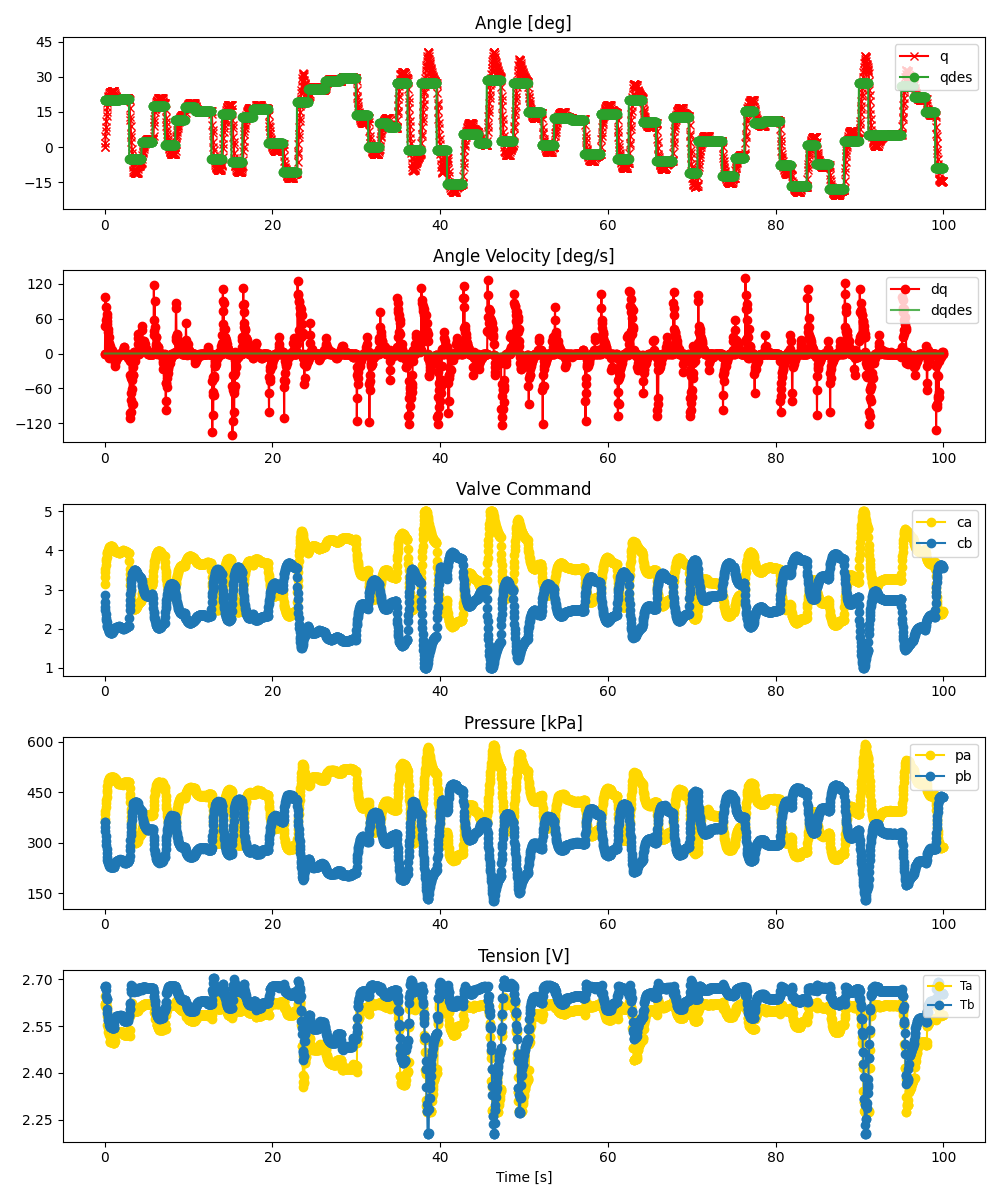 Angle [deg]
45
30
15
0
−15
q
qdes
0 20 40 60 80 100
Angle Velocity [deg/s]
120
60
0
−60
−120
dq
dqdes
0 20 40 60 80 100
Valve Command
5
4
3
2
1
ca
cb
0 20 40 60 80 100
Pressure [kPa]
600
450
300
150
pa
pb
0 20 40 60 80 100
Tension [V]
2.70
2.55
2.40
2.25
Ta
Tb
0 20 40 60 80 100
Time [s]